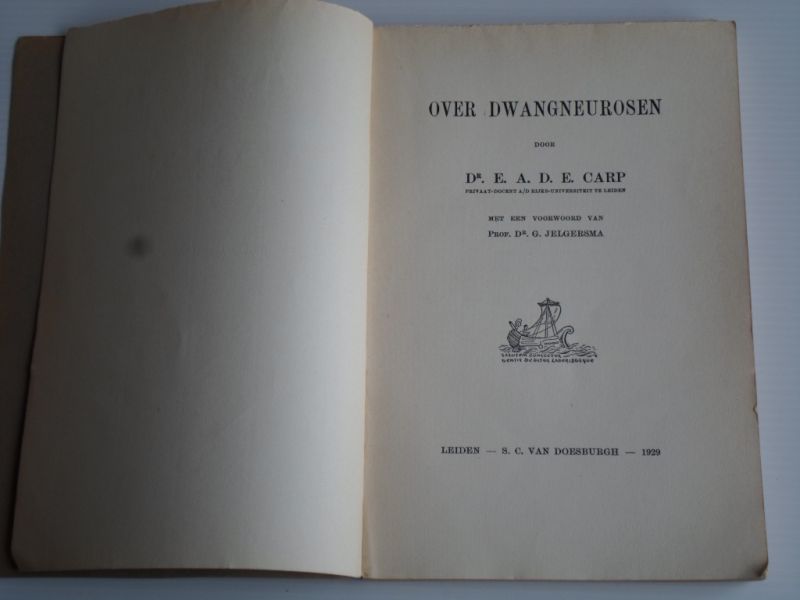 OVER DWANGNEUROSEN
DOOR
DR. E. A. D. E. CARP
PRIVAAT-DOCENT A/D RIJKS-UNIVERSITEIT TE LEIDEN
MET EEN VOORWOORD VAN
PROF. DR. G. JELGERSMA
LEIDEN — S. C. VAN DOESBURGH — 1929